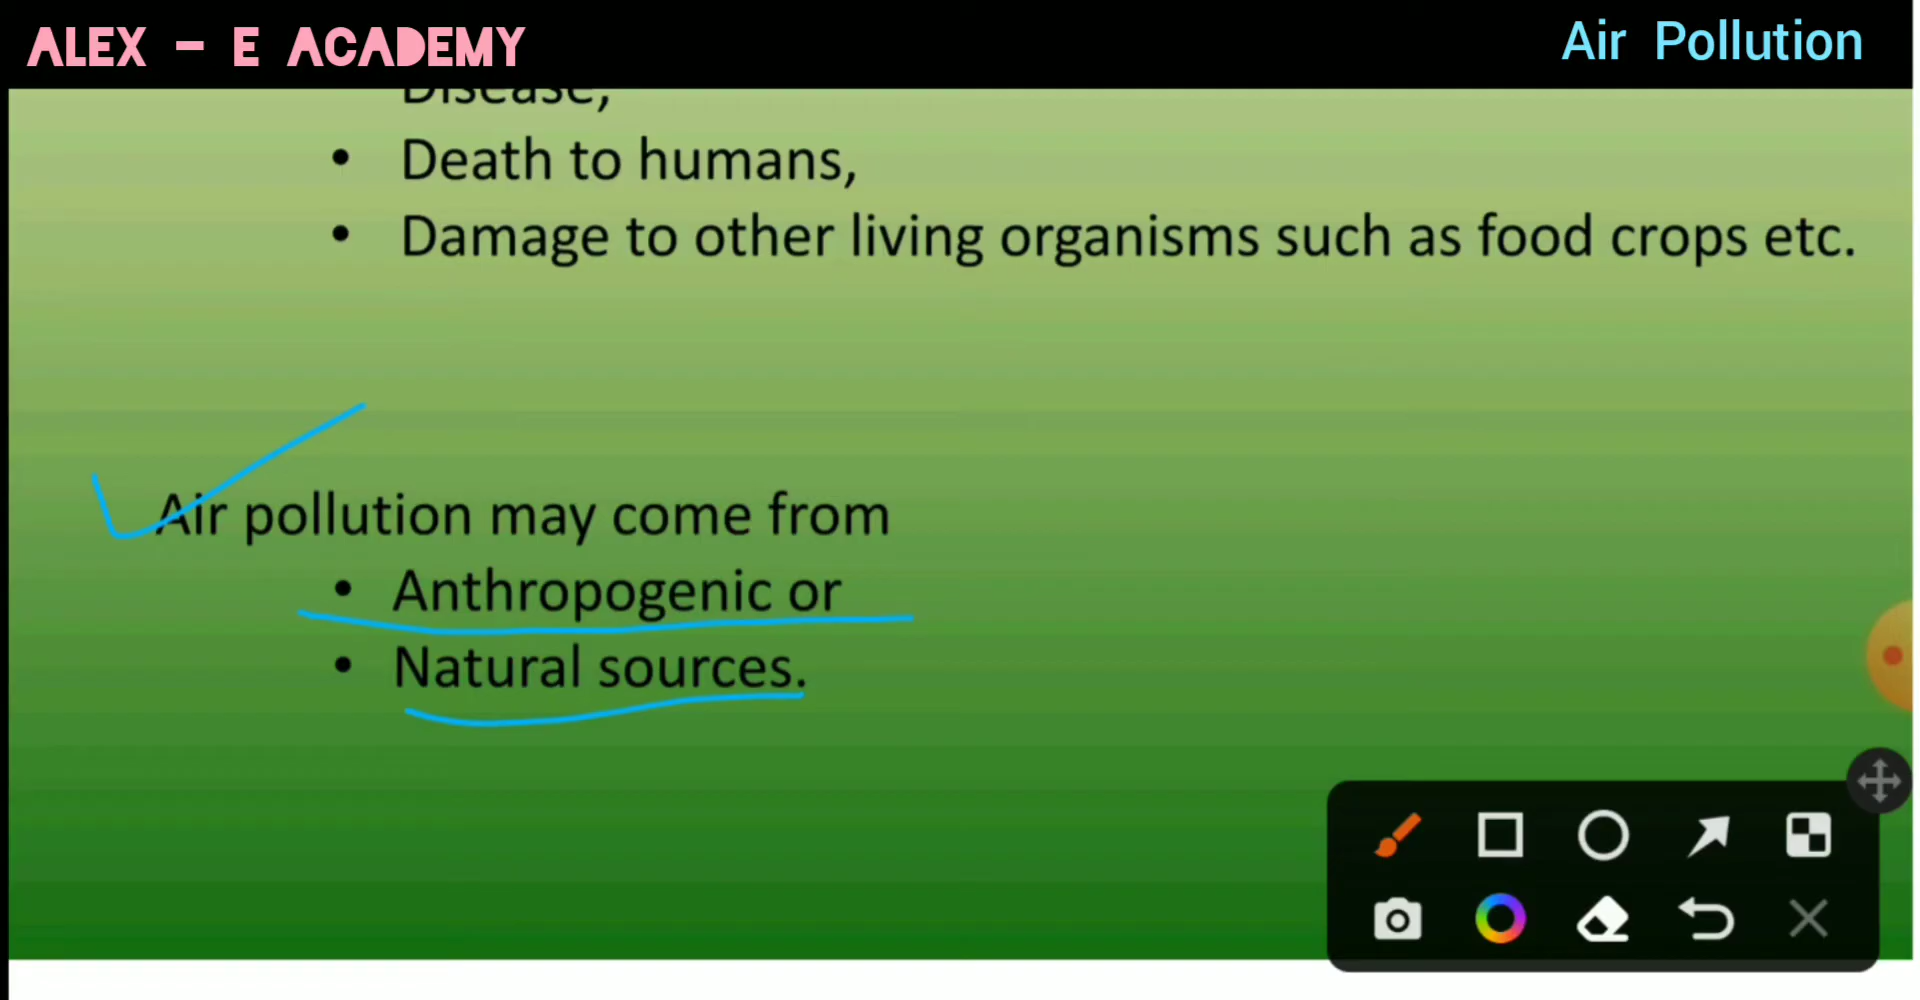 ALEX - E ACADEMY
Air Pollution
Disease,
• Death to humans,
• Damage to other living organisms such as food crops etc.
Air pollution may come from
• Anthropogenic or
• Natural sources.